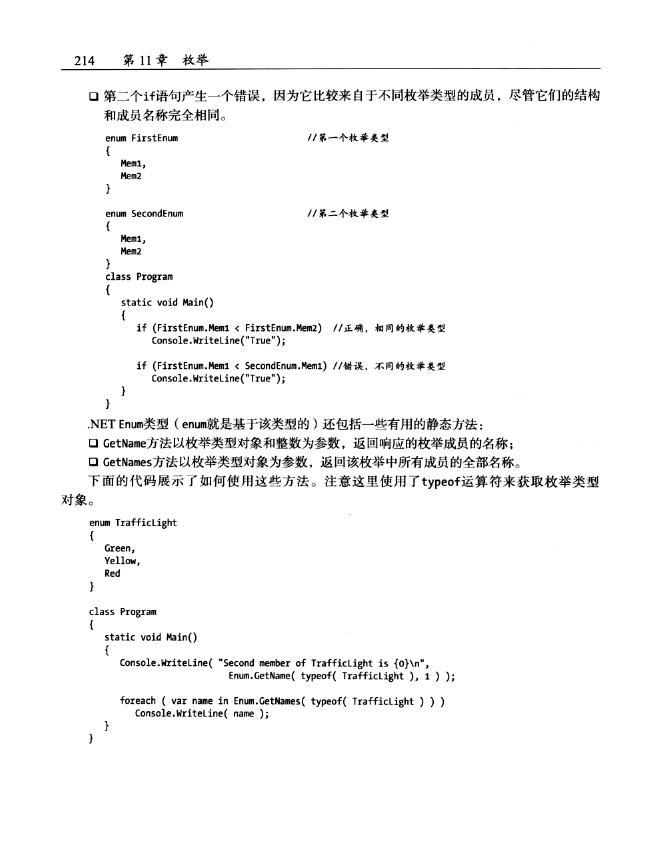 214 第11章 枚举
□ 第二个if语句产生一个错误，因为它比较来自于不同枚举类型的成员，尽管它们的结构
和成员名称完全相同。
enum FirstEnum //第一个枚举类型
{
Mem1,
Mem2
}
enum SecondEnum //第二个枚举类型
{
Mem1,
Mem2
}
class Program
{
static void Main()
{
if (FirstEnum.Mem1 < FirstEnum.Mem2) //正确，相同的枚举类型
Console.WriteLine("True");
if (FirstEnum.Mem1 < SecondEnum.Mem1) //错误，不同的枚举类型
Console.WriteLine("True");
}
}
.NET Enum类型（enum就是基于该类型的）还包括一些有用的静态方法：
□ GetName方法以枚举类型对象和整数为参数，返回响应的枚举成员的名称；
□ GetNames方法以枚举类型对象为参数，返回该枚举中所有成员的全部名称。
下面的代码展示了如何使用这些方法。注意这里使用了typeof运算符来获取枚举类型
对象。
enum TrafficLight
{
Green,
Yellow,
Red
}
class Program
{
static void Main()
{
Console.WriteLine( "Second member of TrafficLight is {0}\n",
Enum.GetName( typeof( TrafficLight ), 1 ) );
foreach ( var name in Enum.GetNames( typeof( TrafficLight ) ) )
Console.WriteLine( name );
}
}